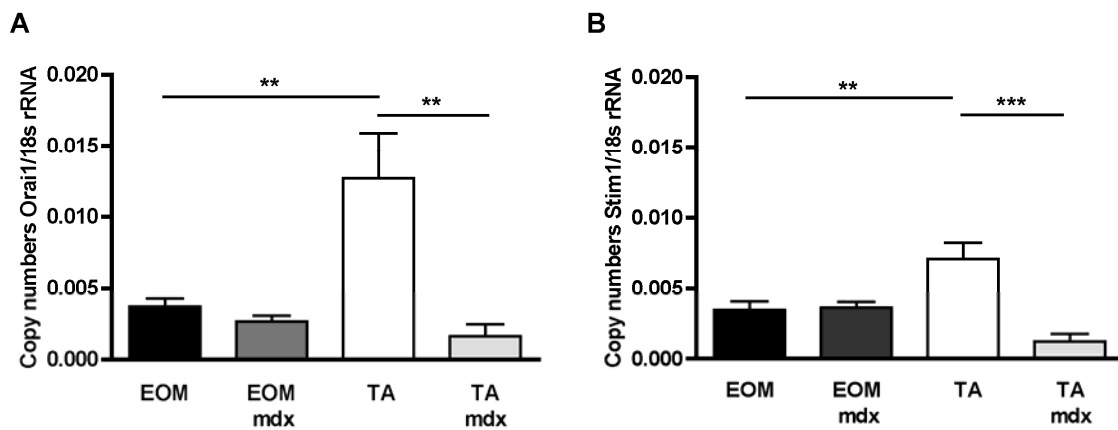 A
Copy numbers Orai1/18s rRNA
0.020
0.015
0.010
0.005
0.000
**
**
EOM
EOM
mdx
TA
TA
mdx
B
Copy numbers Stim1/18s rRNA
0.020
0.015
0.010
0.005
0.000
**
***
EOM
EOM
mdx
TA
TA
mdx